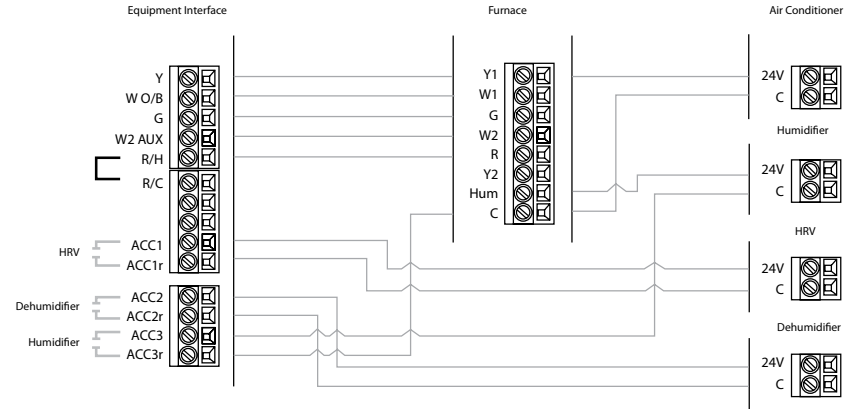 Equipment Interface
Furnace
Air Conditioner
Y
W O/B
G
W2 AUX
R/H
R/C
HRV
ACC1
ACC1r
Dehumidifier
ACC2
ACC2r
Humidifier
ACC3
ACC3r
Y1
W1
G
W2
R
Y2
Hum
C
24V
C
Humidifier
24V
C
HRV
24V
C
Dehumidifier
24V
C